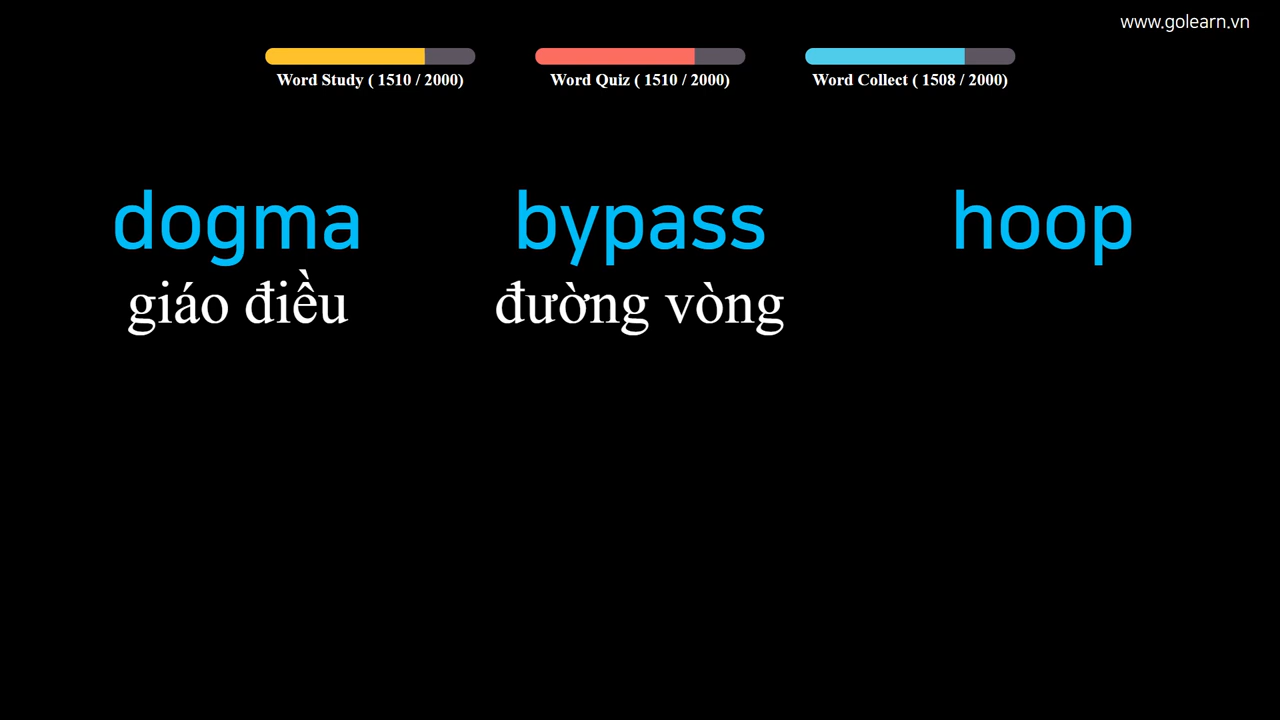 www.golearn.vn
Word Study ( 1510 / 2000)
Word Quiz ( 1510 / 2000)
Word Collect ( 1508 / 2000)
dogma
giáo điều
bypass
đường vòng
hoop